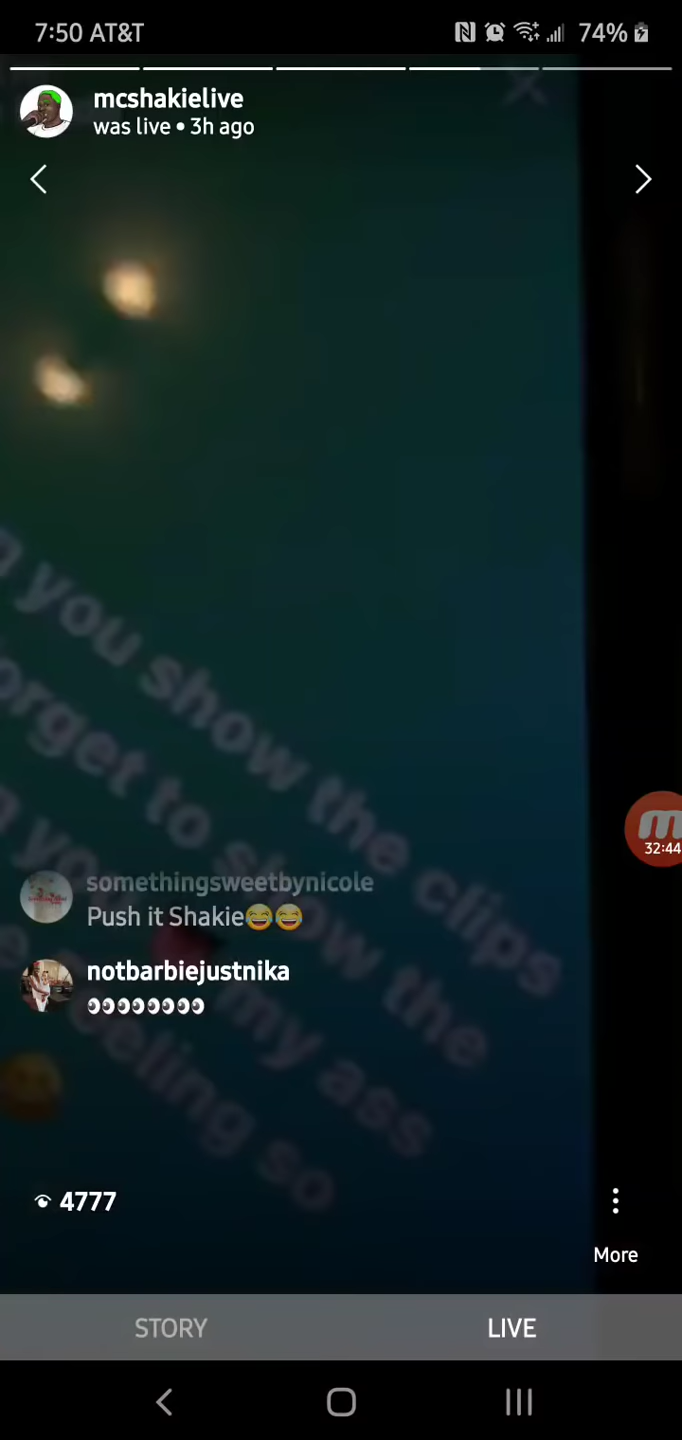 7:50 AT&T
74%
mcshakielive
was live • 3h ago
you show the clips
orget to show the
my ass
eeling so
32:44
somethingsweetbynicole
Push it Shakie😂😂
notbarbiejustnika
👀👀👀👀
4777
More
STORY
LIVE